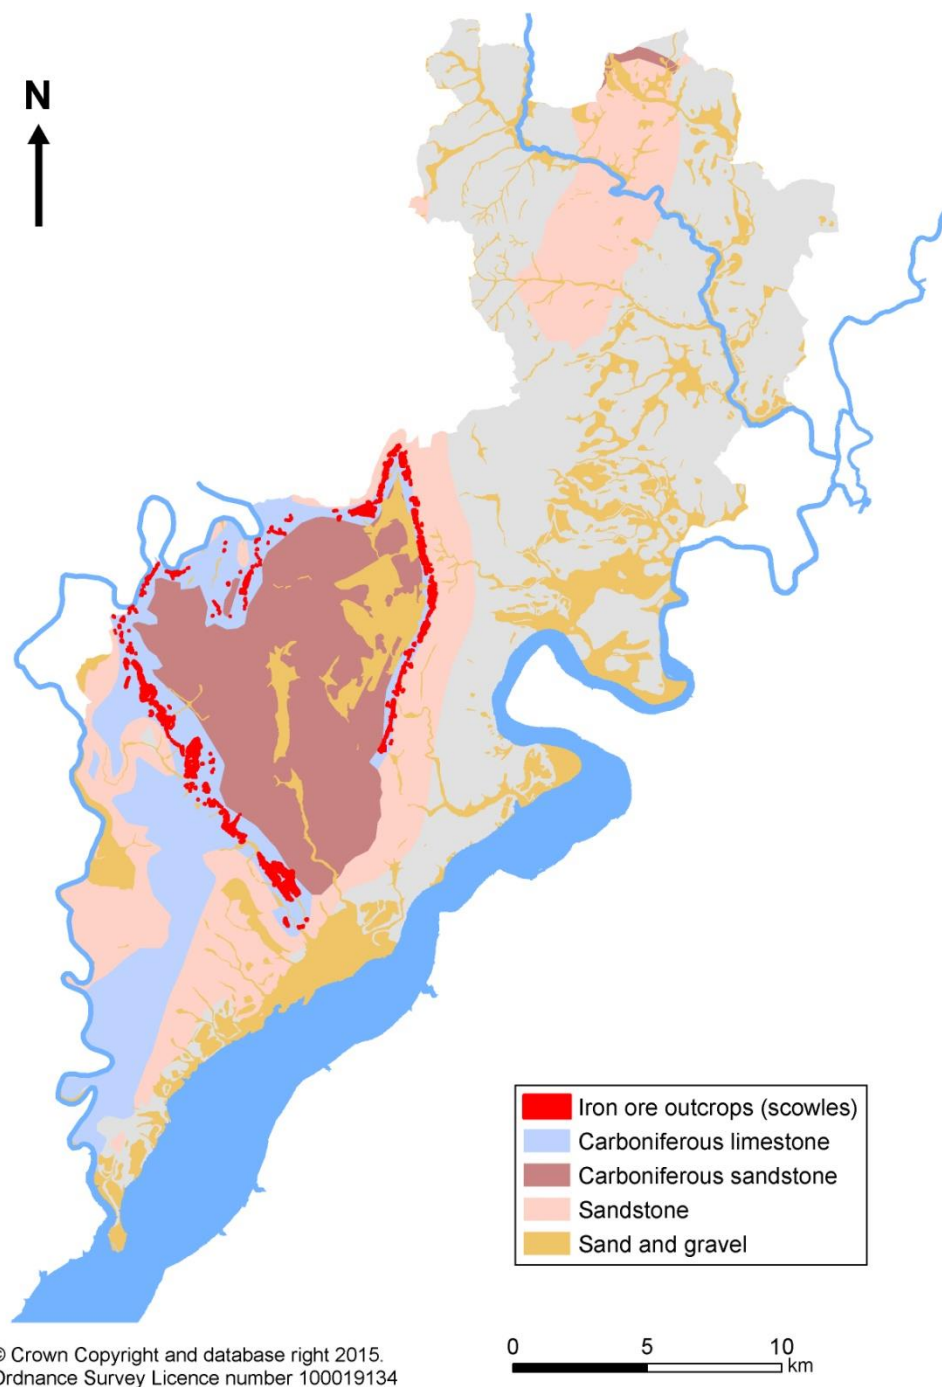 N
Iron ore outcrops (scowles)
Carboniferous limestone
Carboniferous sandstone
Sandstone
Sand and gravel
0 5 10
km
© Crown Copyright and database right 2015.
Ordnance Survey Licence number 100019134